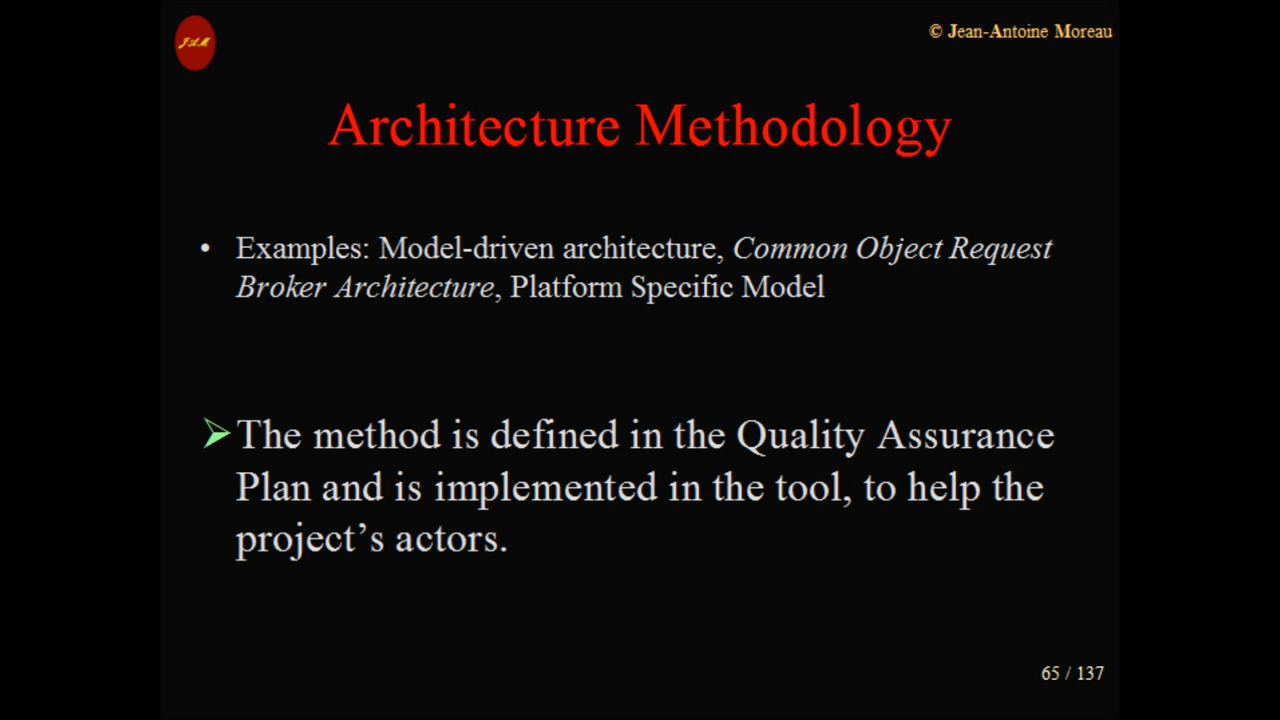 JAM
© Jean-Antoine Moreau
Architecture Methodology
• Examples: Model-driven architecture, Common Object Request
Broker Architecture, Platform Specific Model
➢ The method is defined in the Quality Assurance
Plan and is implemented in the tool, to help the
project’s actors.
65 / 137